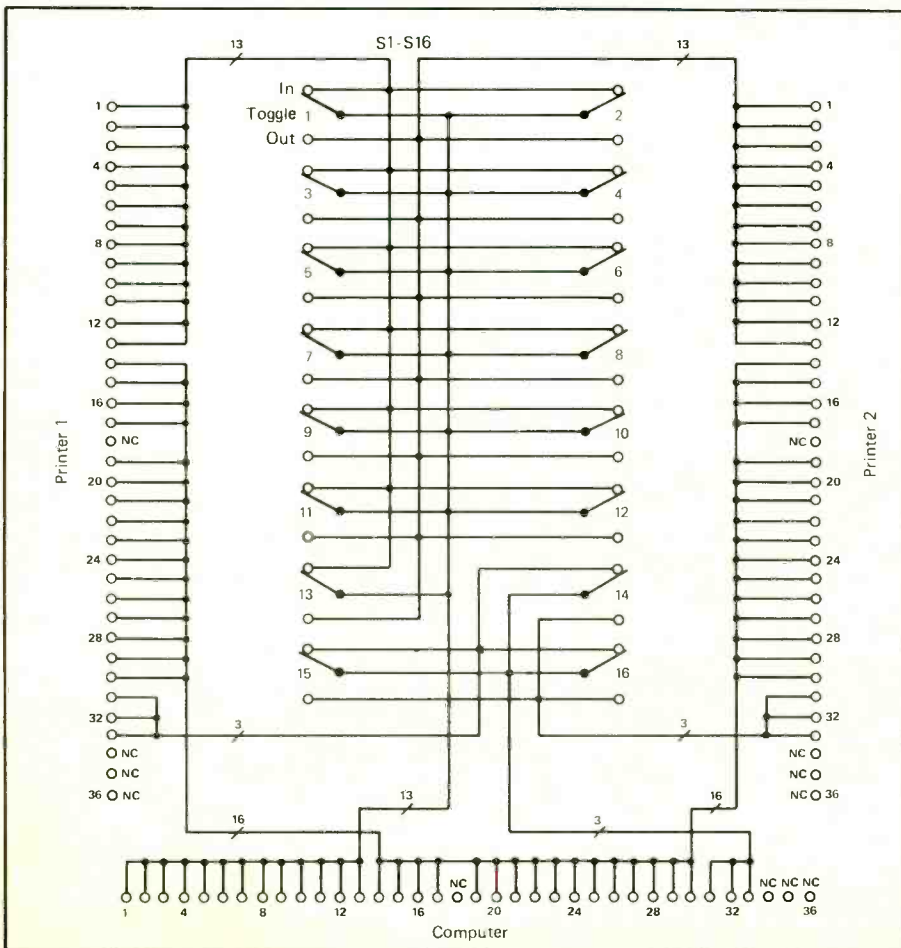 13 S1-S16 13
In
Toggle 1 2
Out
1 1
4 3 4 4
5 6
8 8
7 8
12 12
9 10
16 16
NC NC
11 12
20 20
24 24
13 14
28 28
15 16
32 3 3 32
NC NC
NC NC
36 NC NC 36
13 16
16 3
NC NC NC NC
1 4 8 12 16 20 24 28 32 36
Computer
Printer 1
Printer 2